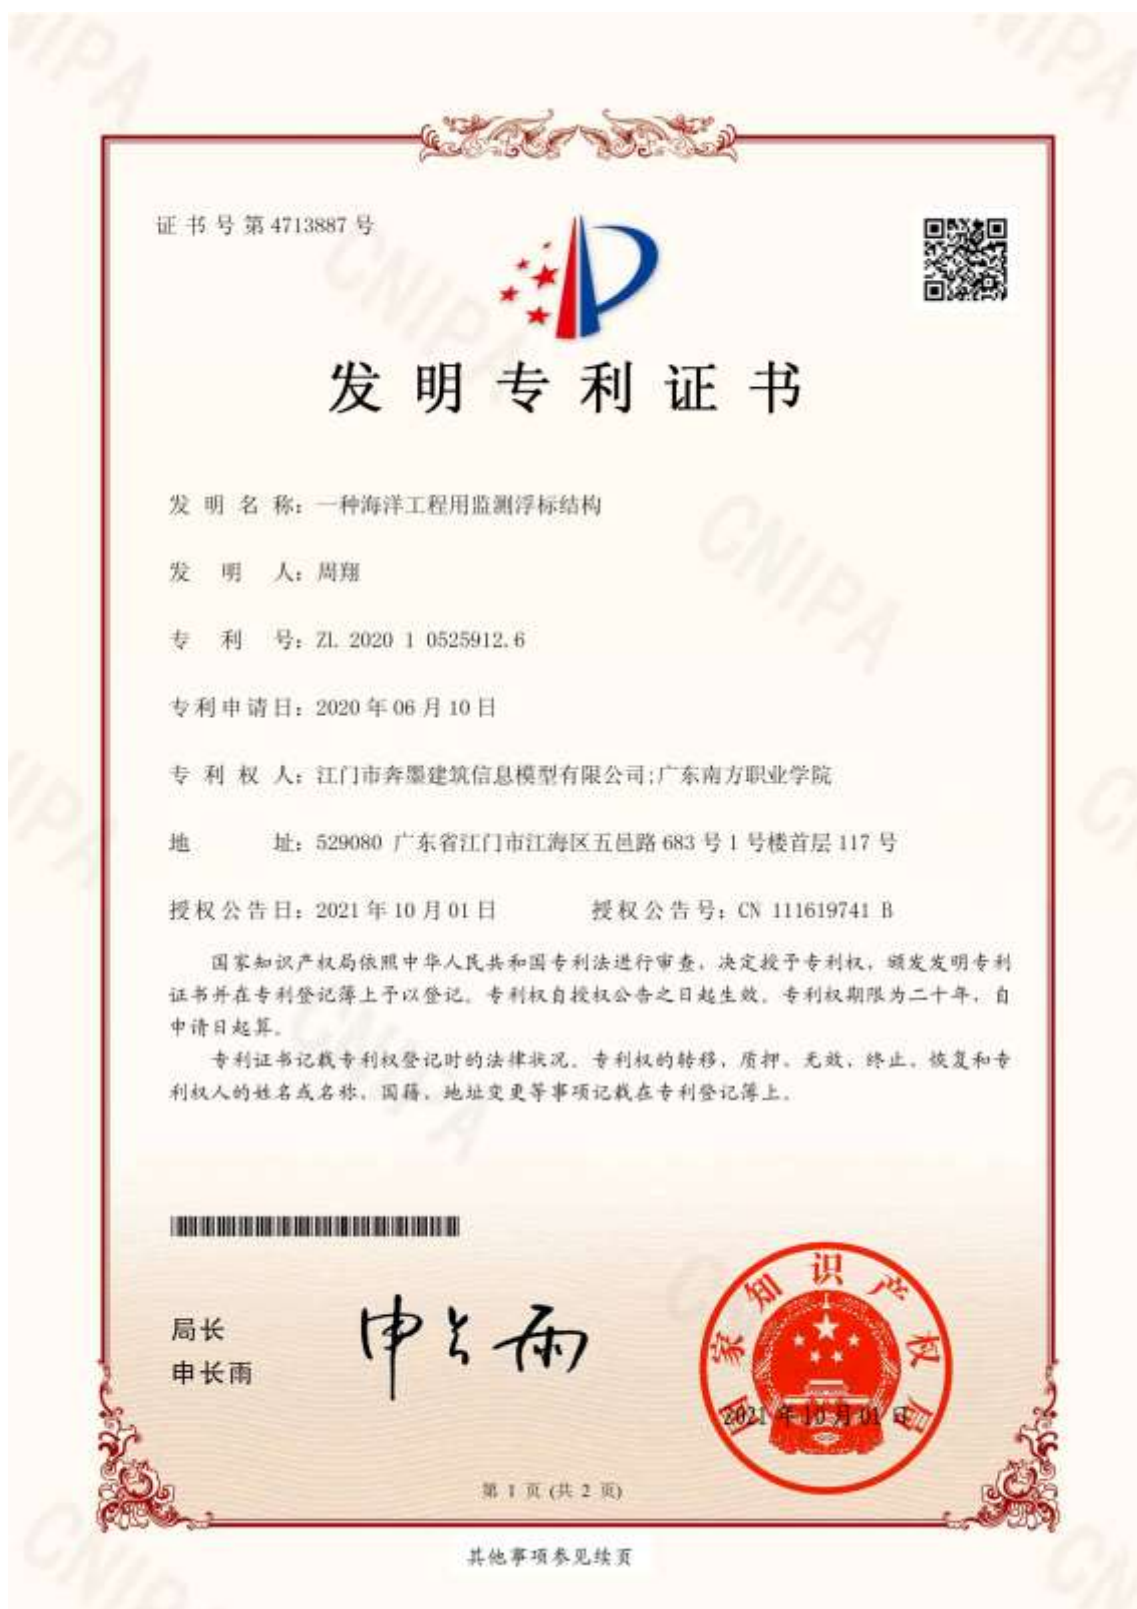 证书号第4713887号
发明专利证书
发明名称：一种海洋工程用监测浮标结构
发明人：周翔
专利号：ZL 2020 1 0525912.6
专利申请日：2020年06月10日
专利权人：江门市奔墨建筑信息模型有限公司;广东南方职业学院
地址：529080 广东省江门市江海区五邑路683号1号楼首层117号
授权公告日：2021年10月01日 授权公告号：CN 111619741 B
国家知识产权局依照中华人民共和国专利法进行审查，决定授予专利权，颁发发明专利
证书并在专利登记簿上予以登记。专利权自授权公告之日起生效。专利权期限为二十年，自
申请日起算。
专利证书记载专利权登记时的法律状况。专利权的转移、质押、无效、终止、恢复和专
利权人的姓名或名称、国籍、地址变更等事项记载在专利登记簿上。
局长
申长雨
申长雨
国家知识产权局
2021年10月01日
第 1 页 (共 2 页)
其他事项参见续页
CNIPA
CNIPA
CNIPA
CNIPA
CNIPA
CNIPA